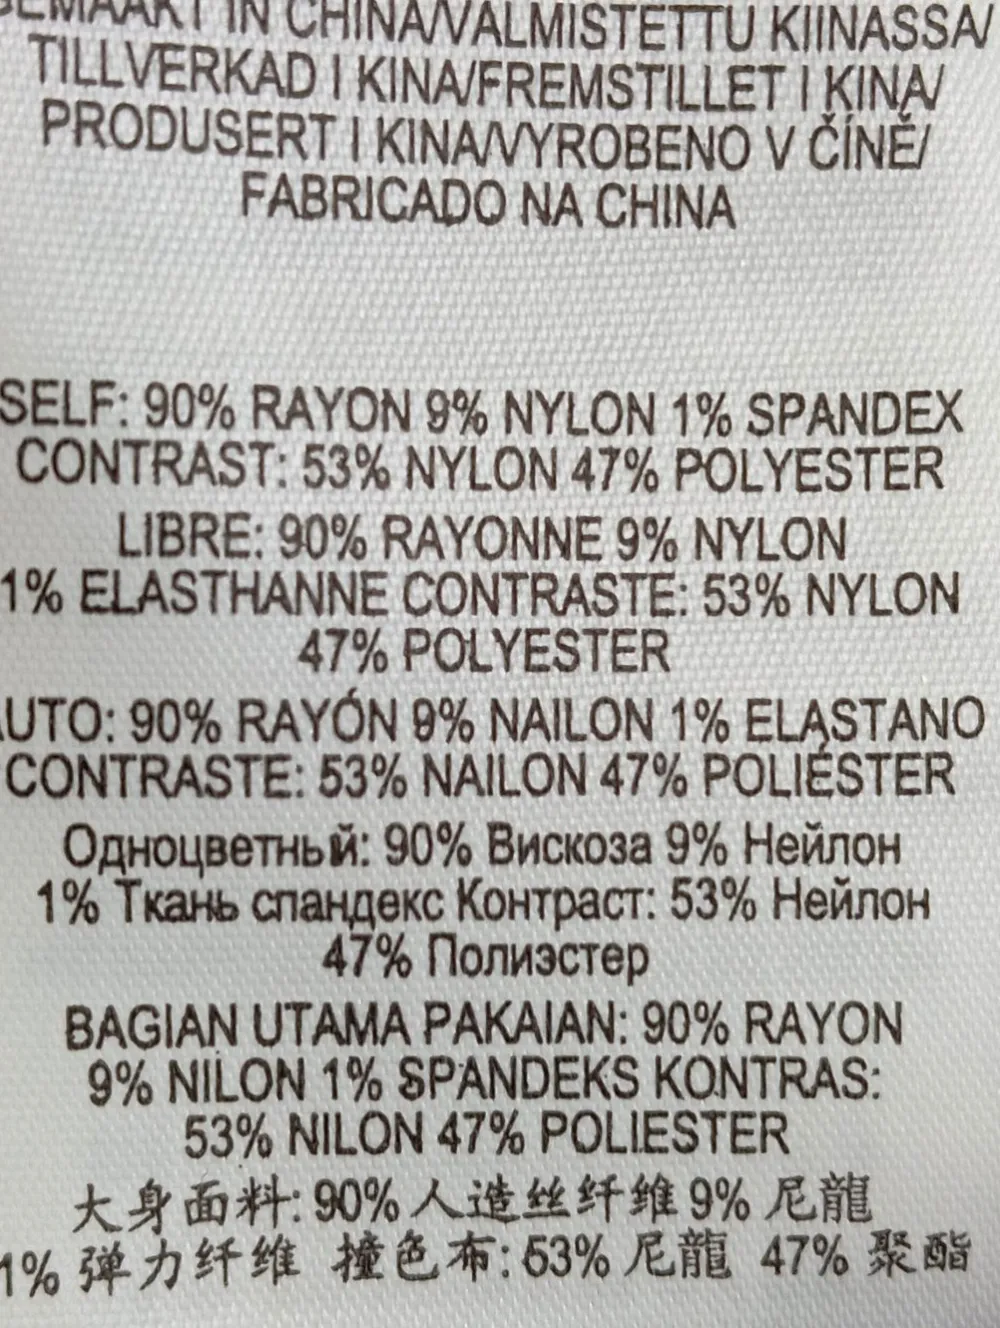 GEMAAKT IN CHINA/VALMISTETTU KIINASSA/
TILLVERKAD I KINA/FREMSTILLET I KINA/
PRODUSERT I KINA/VYROBENO V ČÍNĚ/
FABRICADO NA CHINA
SELF: 90% RAYON 9% NYLON 1% SPANDEX
CONTRAST: 53% NYLON 47% POLYESTER
LIBRE: 90% RAYONNE 9% NYLON
1% ELASTHANNE CONTRASTE: 53% NYLON
47% POLYESTER
AUTO: 90% RAYÓN 9% NAILON 1% ELASTANO
CONTRASTE: 53% NAILON 47% POLIÉSTER
Одноцветный: 90% Вискоза 9% Нейлон
1% Ткань спандекс Контраст: 53% Нейлон
47% Полиэстер
BAGIAN UTAMA PAKAIAN: 90% RAYON
9% NILON 1% SPANDEKS KONTRAS:
53% NILON 47% POLIESTER
大身面料: 90% 人造丝纤维 9% 尼龍
1% 弹力纤维 撞色布: 53% 尼龍 47% 聚酯